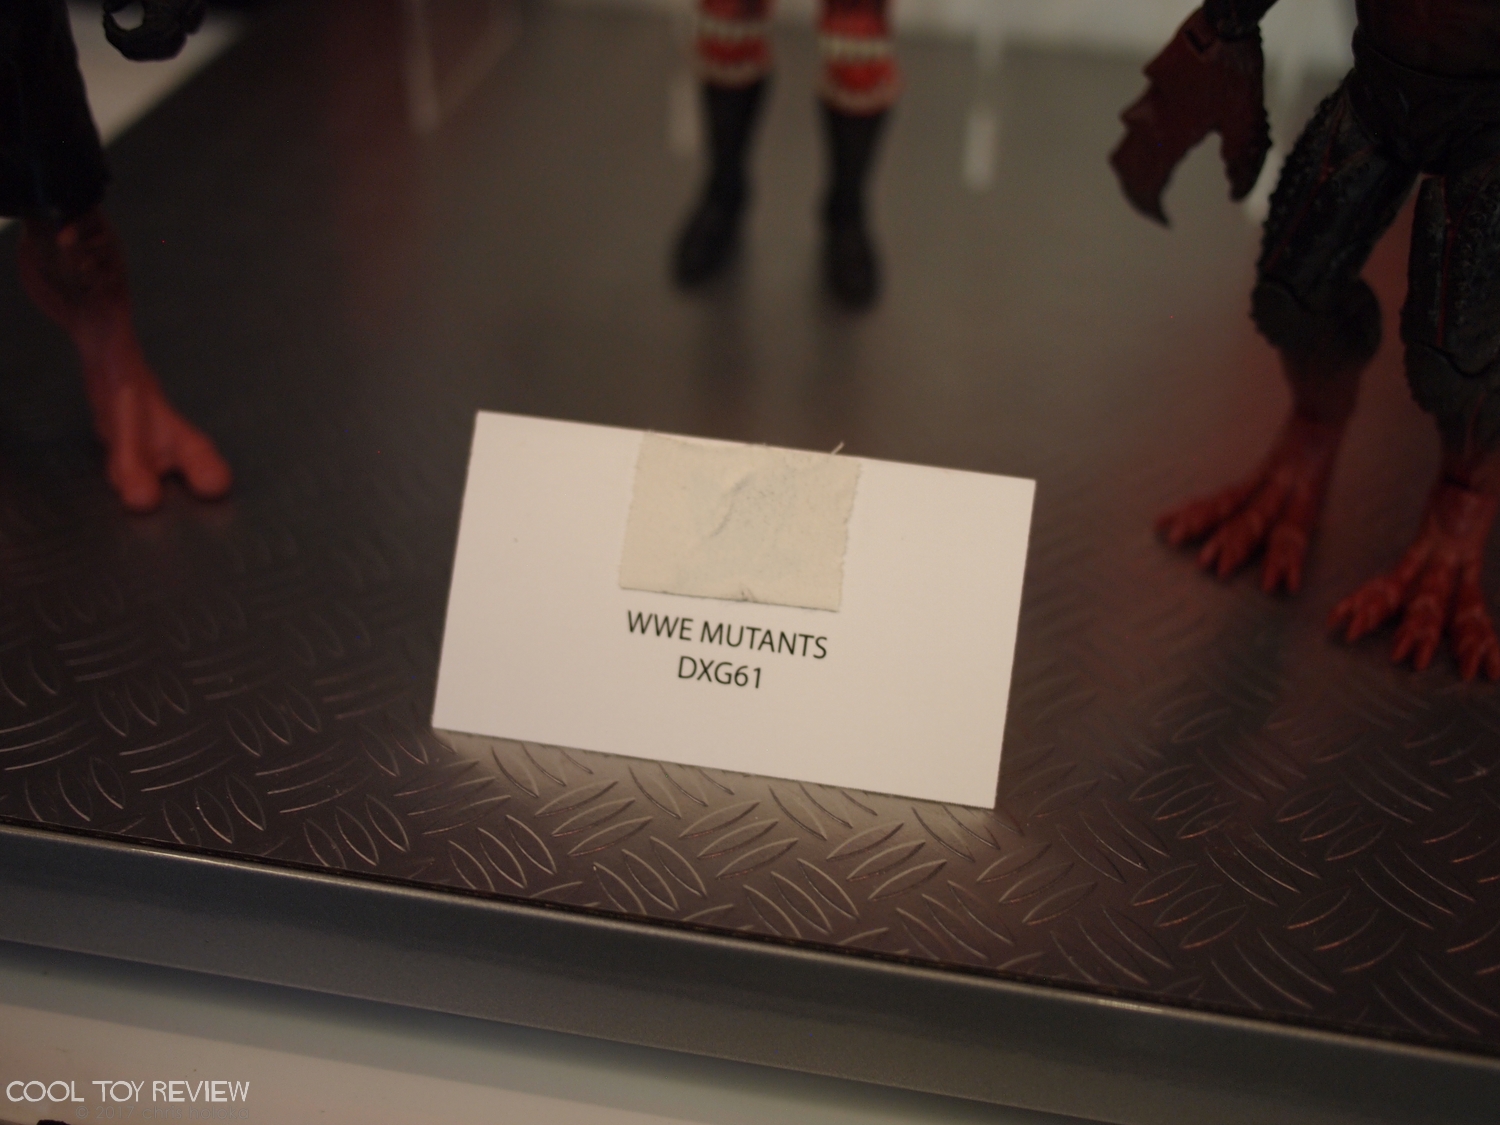 WWE MUTANTS
DXG61
COOL TOY REVIEW